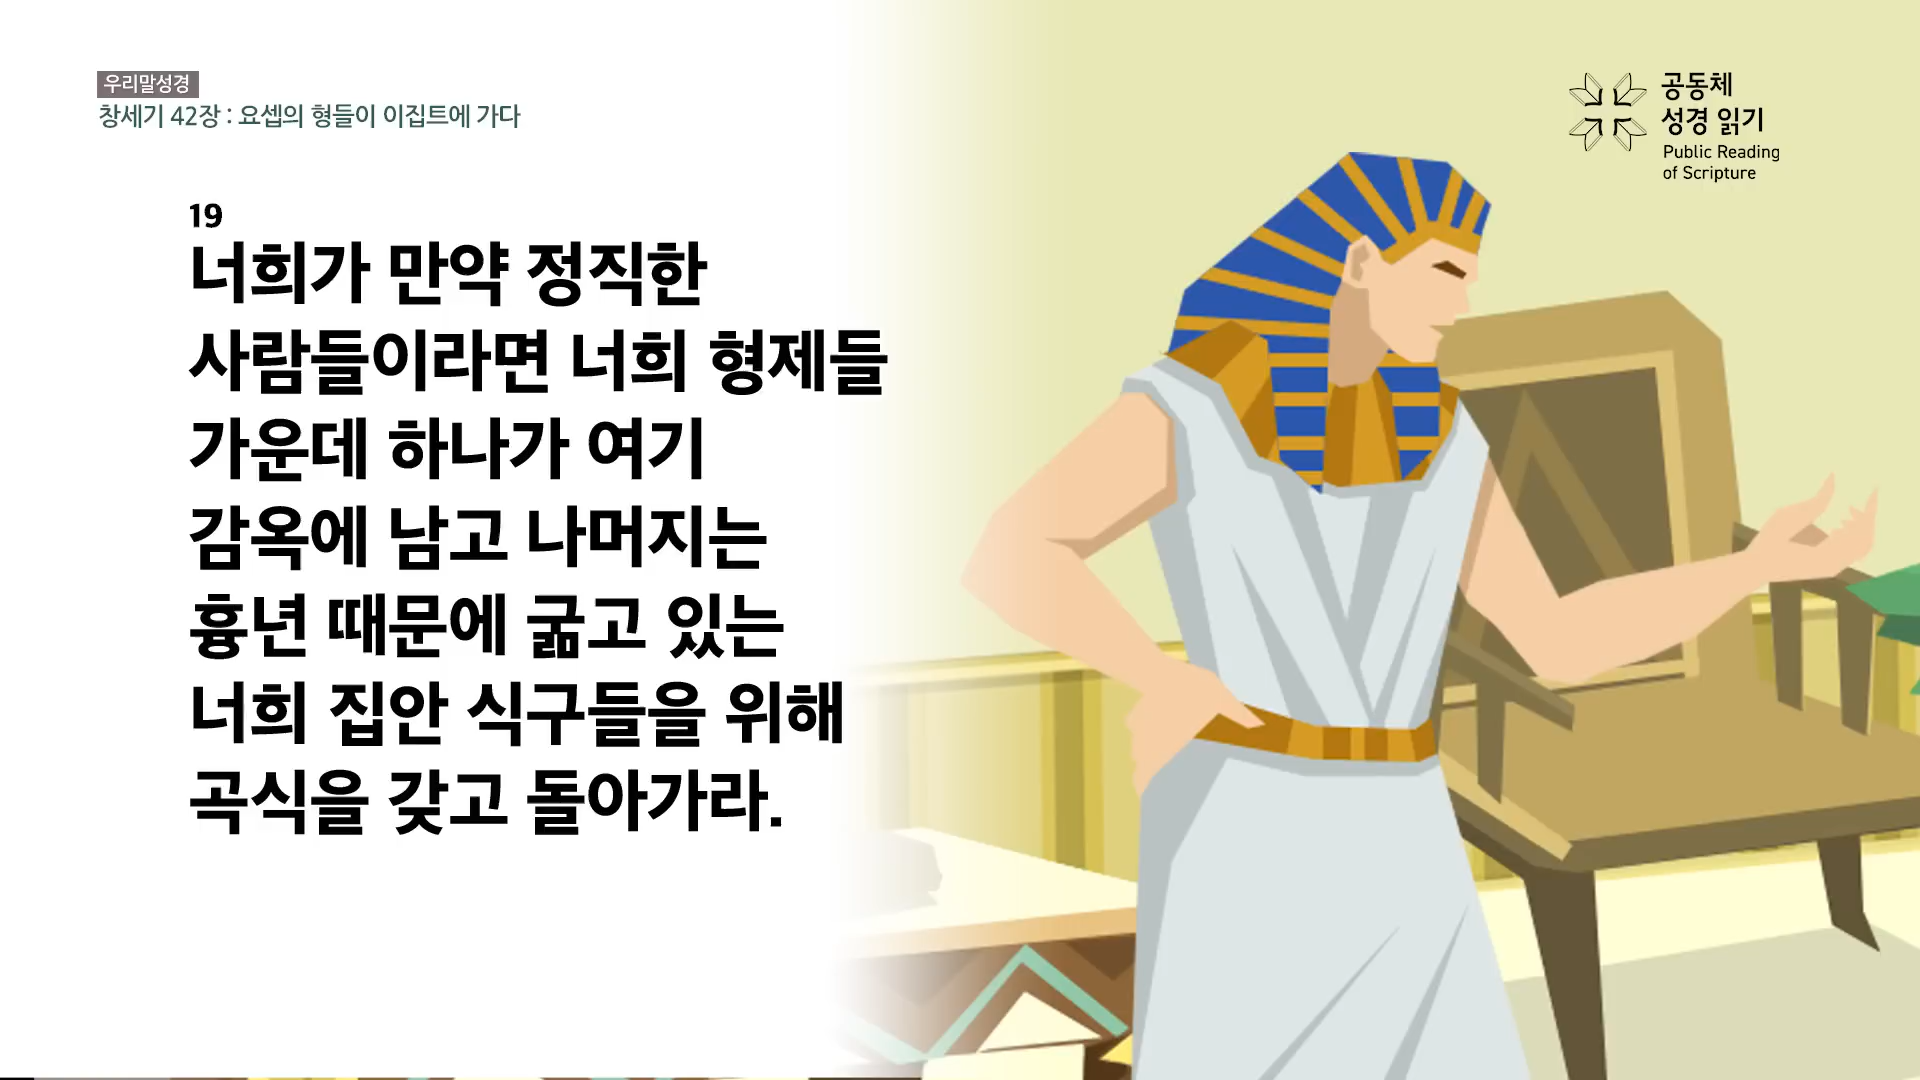 우리말성경
창세기 42장 : 요셉의 형들이 이집트에 가다
공동체
성경 읽기
Public Reading
of Scripture
19
너희가 만약 정직한
사람들이라면 너희 형제들
가운데 하나가 여기
감옥에 남고 나머지는
흉년 때문에 굶고 있는
너희 집안 식구들을 위해
곡식을 갖고 돌아가라.